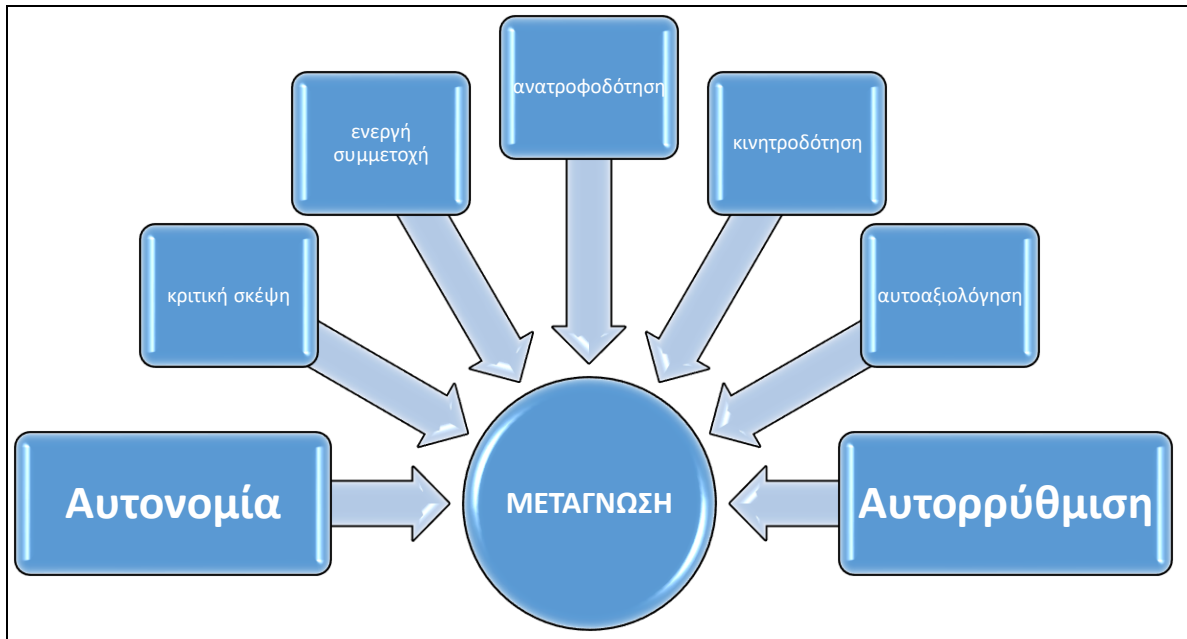 ανατροφοδότηση
ενεργή
συμμετοχή
κινητροδότηση
κριτική σκέψη
αυτοαξιολόγηση
Αυτονομία
ΜΕΤΑΓΝΩΣΗ
Αυτορρύθμιση